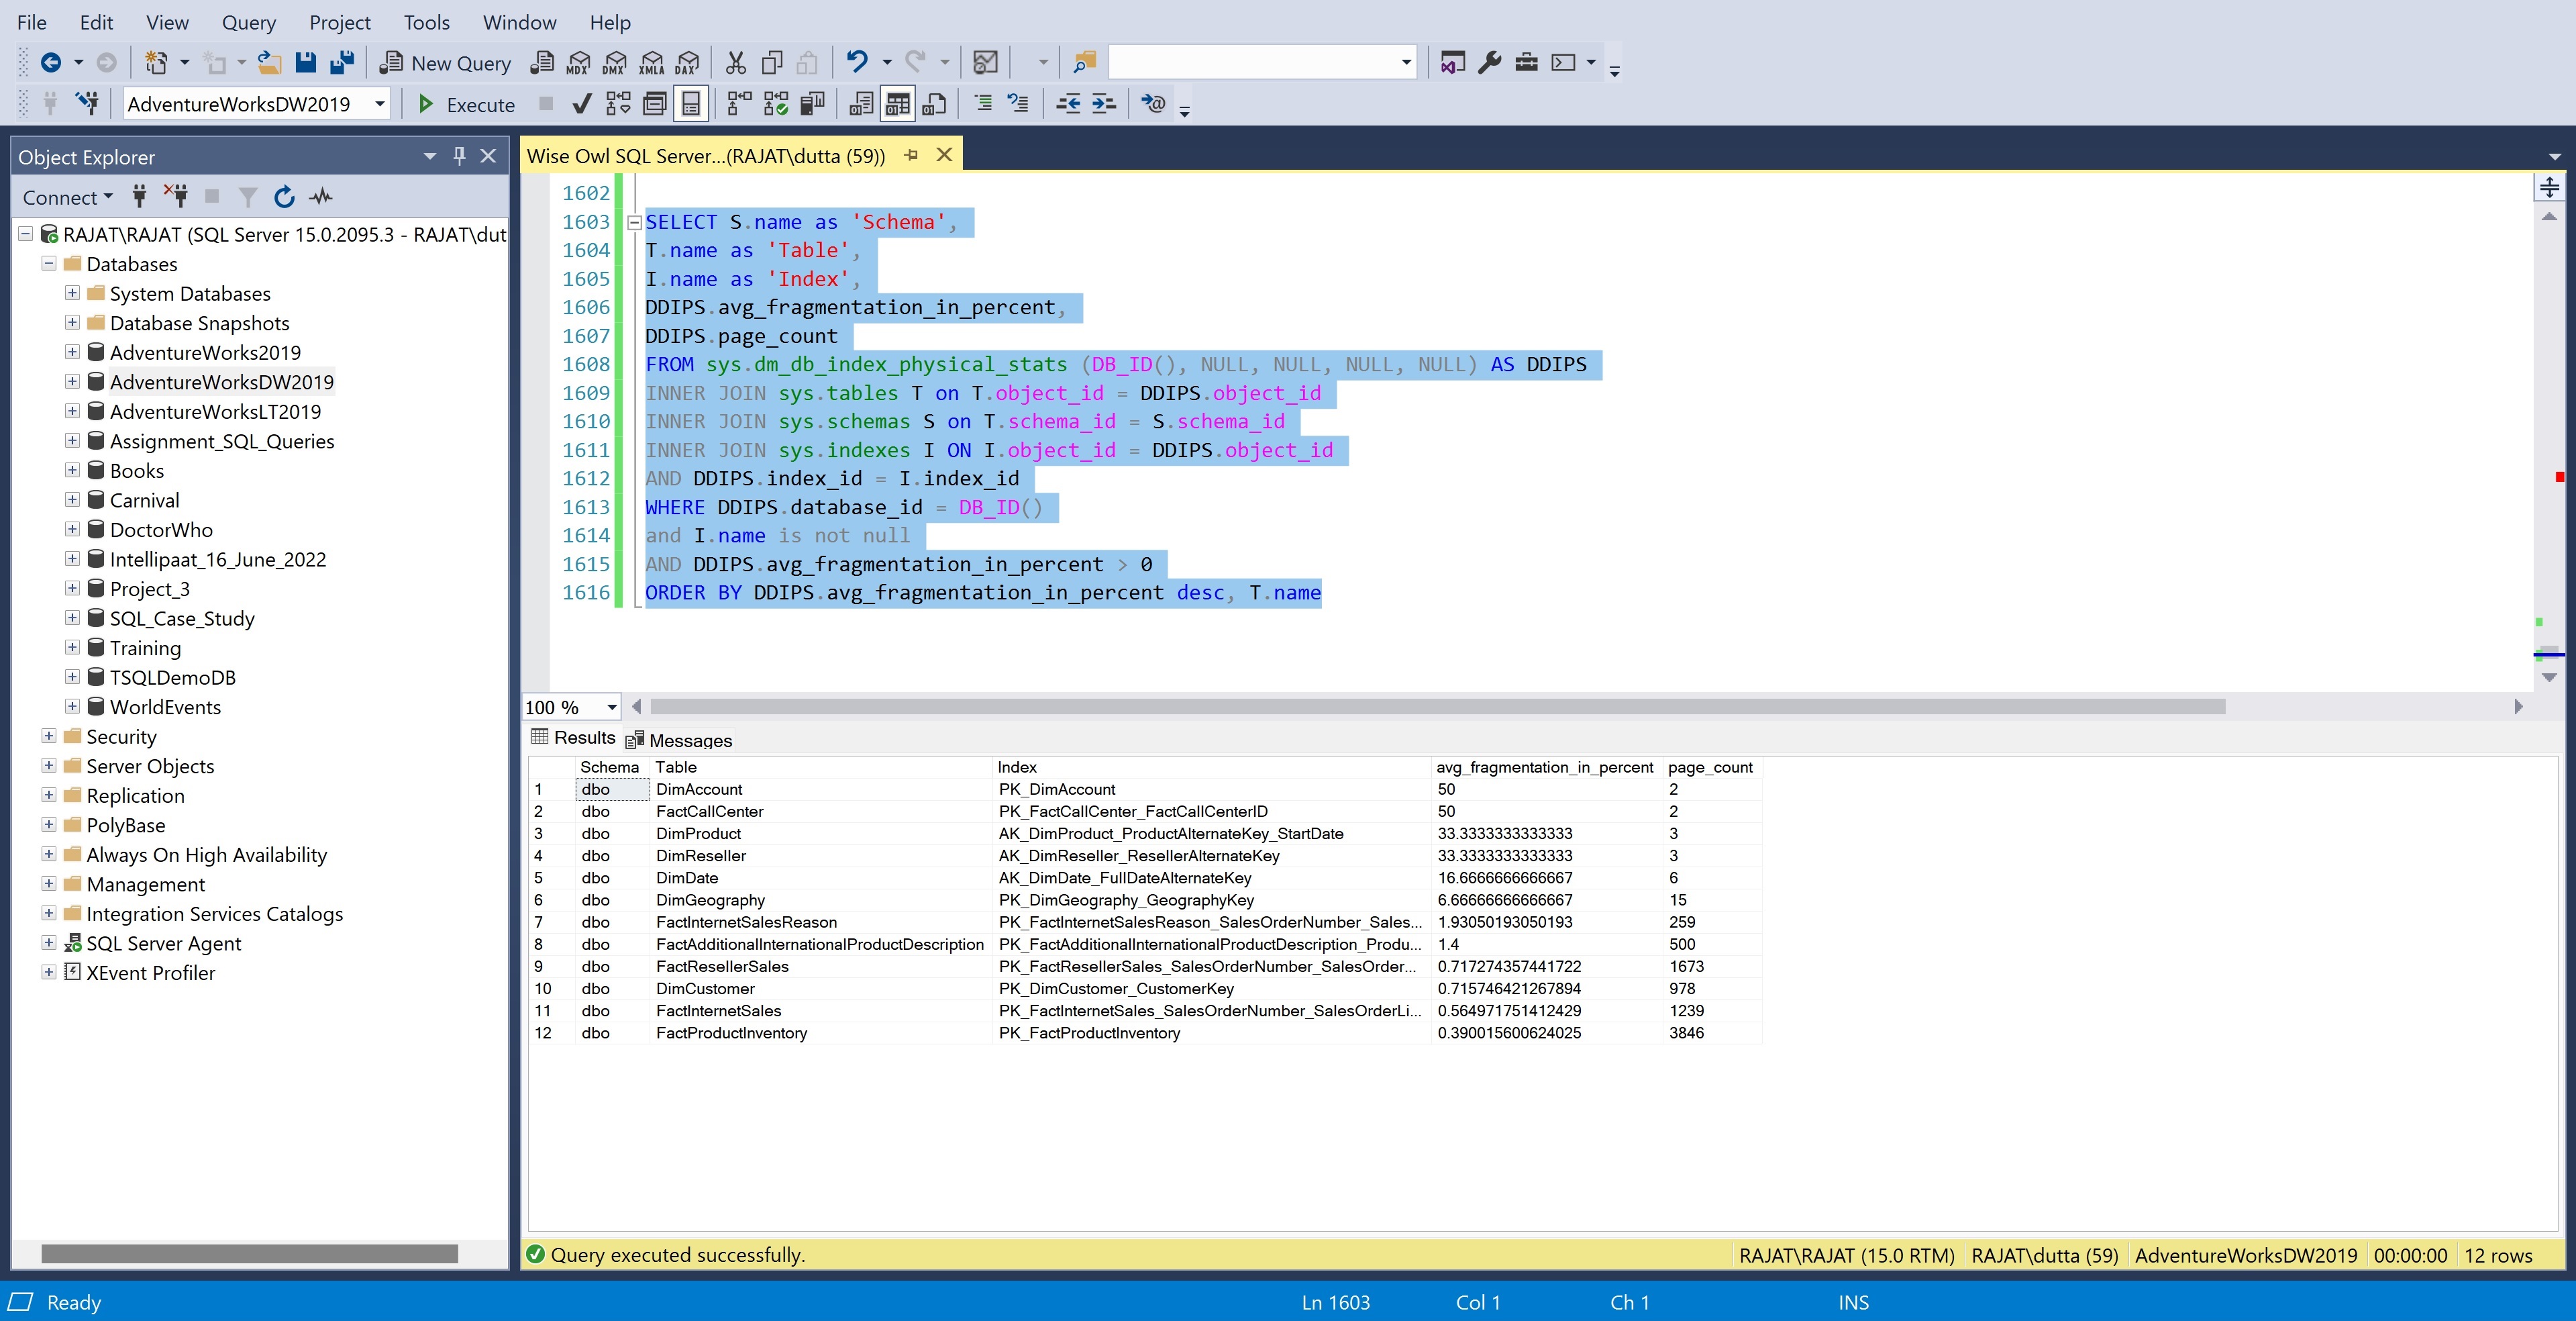 File Edit View Query Project Tools Window Help
New Query MDX DMX XMLA DAX
AdventureWorksDW2019 Execute
Object Explorer
Connect
RAJAT\RAJAT (SQL Server 15.0.2095.3 - RAJAT\dut
Databases
System Databases
Database Snapshots
AdventureWorks2019
AdventureWorksDW2019
AdventureWorksLT2019
Assignment_SQL_Queries
Books
Carnival
DoctorWho
Intellipaat_16_June_2022
Project_3
SQL_Case_Study
Training
TSQLDemoDB
WorldEvents
Security
Server Objects
Replication
PolyBase
Always On High Availability
Management
Integration Services Catalogs
SQL Server Agent
XEvent Profiler
Wise Owl SQL Server...(RAJAT\dutta (59))
1602
1603 SELECT S.name as 'Schema',
1604 T.name as 'Table',
1605 I.name as 'Index',
1606 DDIPS.avg_fragmentation_in_percent,
1607 DDIPS.page_count
1608 FROM sys.dm_db_index_physical_stats (DB_ID(), NULL, NULL, NULL, NULL) AS DDIPS
1609 INNER JOIN sys.tables T on T.object_id = DDIPS.object_id
1610 INNER JOIN sys.schemas S on T.schema_id = S.schema_id
1611 INNER JOIN sys.indexes I ON I.object_id = DDIPS.object_id
1612 AND DDIPS.index_id = I.index_id
1613 WHERE DDIPS.database_id = DB_ID()
1614 and I.name is not null
1615 AND DDIPS.avg_fragmentation_in_percent > 0
1616 ORDER BY DDIPS.avg_fragmentation_in_percent desc, T.name
100 %
Results Messages
Schema Table Index avg_fragmentation_in_percent page_count
1 dbo DimAccount PK_DimAccount 50 2
2 dbo FactCallCenter PK_FactCallCenter_FactCallCenterID 50 2
3 dbo DimProduct AK_DimProduct_ProductAlternateKey_StartDate 33.3333333333333 3
4 dbo DimReseller AK_DimReseller_ResellerAlternateKey 33.3333333333333 3
5 dbo DimDate AK_DimDate_FullDateAlternateKey 16.6666666666667 6
6 dbo DimGeography PK_DimGeography_GeographyKey 6.66666666666667 15
7 dbo FactInternetSalesReason PK_FactInternetSalesReason_SalesOrderNumber_Sales... 1.93050193050193 259
8 dbo FactAdditionalInternationalProductDescription PK_FactAdditionalInternationalProductDescription_Produ... 1.4 500
9 dbo FactResellerSales PK_FactResellerSales_SalesOrderNumber_SalesOrder... 0.717274357441722 1673
10 dbo DimCustomer PK_DimCustomer_CustomerKey 0.715746421267894 978
11 dbo FactInternetSales PK_FactInternetSales_SalesOrderNumber_SalesOrderLi... 0.564971751412429 1239
12 dbo FactProductInventory PK_FactProductInventory 0.390015600624025 3846
Query executed successfully. RAJAT\RAJAT (15.0 RTM) RAJAT\dutta (59) AdventureWorksDW2019 00:00:00 12 rows
Ready Ln 1603 Col 1 Ch 1 INS